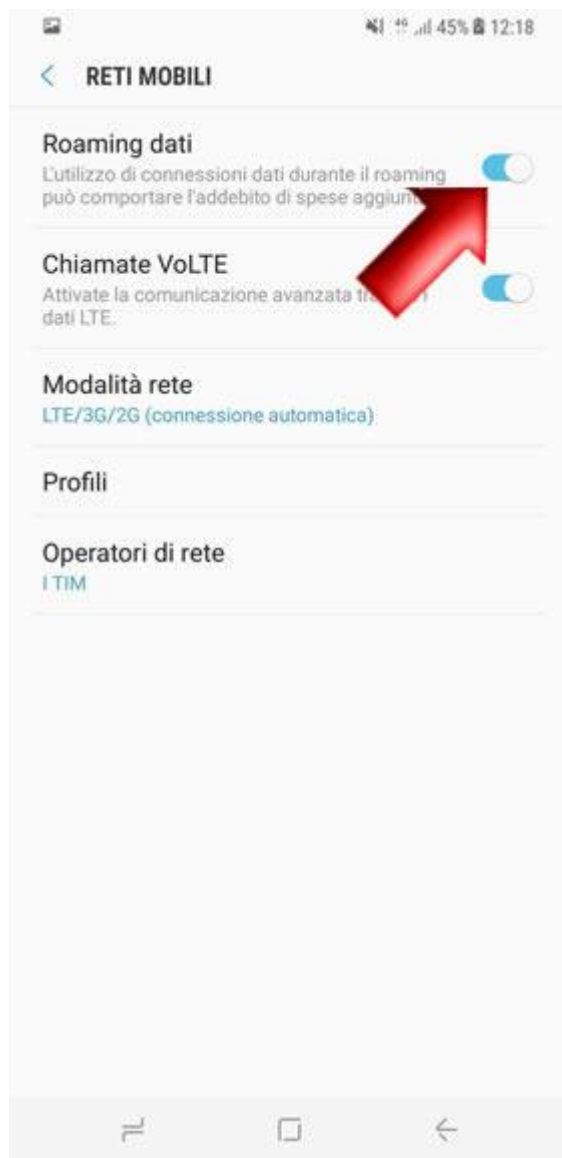 45% 12:18
RETI MOBILI
Roaming dati
L'utilizzo di connessioni dati durante il roaming
può comportare l'addebito di spese
Chiamate VoLTE
Attivate la comunicazione avanzata
dati LTE.
Modalità rete
LTE/3G/2G (connessione automatica)
Profili
Operatori di rete
I TIM